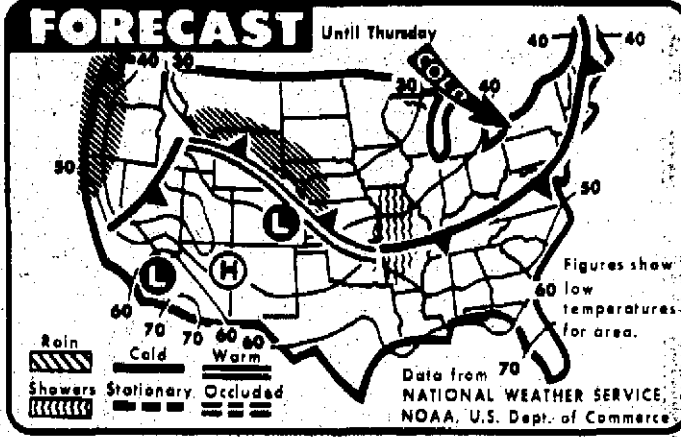 FORECAST Until Thursday
40 30
COLD
30 40
40 40
50
50
L
L
H
60
70
70
60
60
60
70
Figures show
low
temperatures
for area.
Rain Cold Warm
Showers Stationary Occluded
Data from
NATIONAL WEATHER SERVICE,
NOAA, U.S. Dept. of Commerce